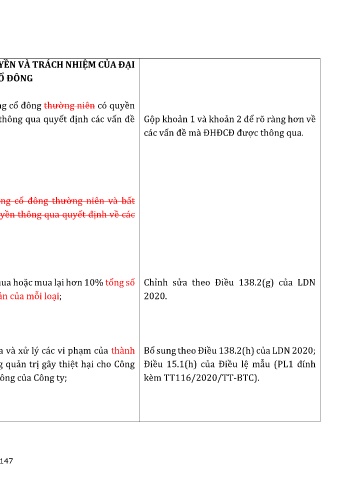 YỀN VÀ TRÁCH NHIỆM CỦA ĐẠI
Ổ ĐÔNG
ng cổ đông thường niên có quyền
thông qua quyết định các vấn đề
Gộp khoản 1 và khoản 2 để rõ ràng hơn về
các vấn đề mà ĐHĐCĐ được thông qua.
ng cổ đông thường niên và bất
yền thông qua quyết định về các
ua hoặc mua lại hơn 10% tổng số
ần của mỗi loại;
Chỉnh sửa theo Điều 138.2(g) của LDN
2020.
a và xử lý các vi phạm của thành
g quản trị gây thiệt hại cho Công
ông của Công ty;
Bổ sung theo Điều 138.2(h) của LDN 2020;
Điều 15.1(h) của Điều lệ mẫu (PL1 đính
kèm TT116/2020/TT-BTC).
147